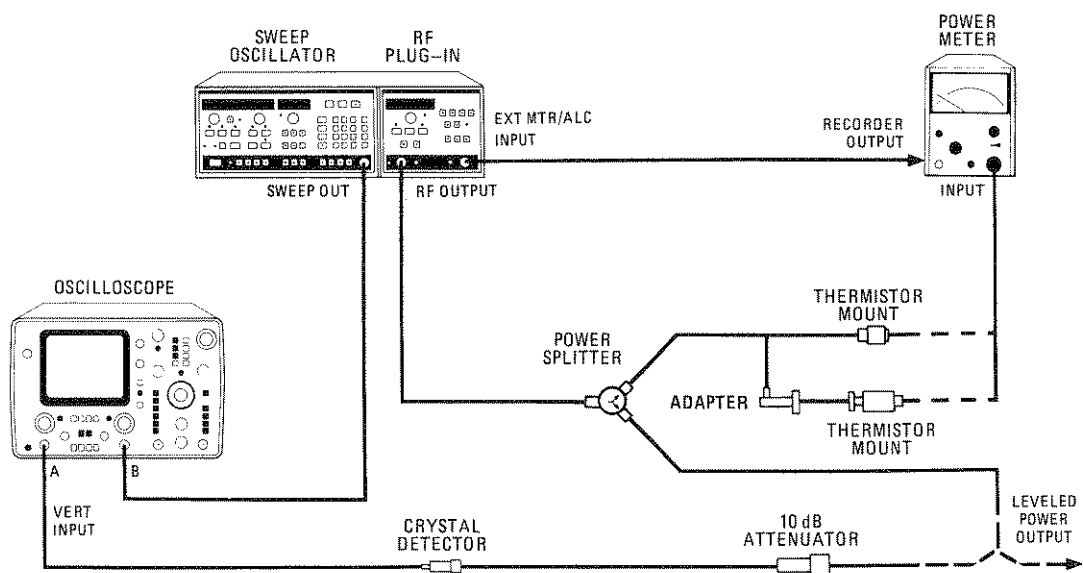 SWEEP
OSCILLATOR
RF
PLUG-IN
POWER
METER
EXT MTR/ALC
INPUT
RECORDER
OUTPUT
SWEEP OUT
RF OUTPUT
INPUT
OSCILLOSCOPE
THERMISTOR
MOUNT
POWER
SPLITTER
ADAPTER
THERMISTOR
MOUNT
A
B
VERT
INPUT
CRYSTAL
DETECTOR
10 dB
ATTENUATOR
LEVELED
POWER
OUTPUT